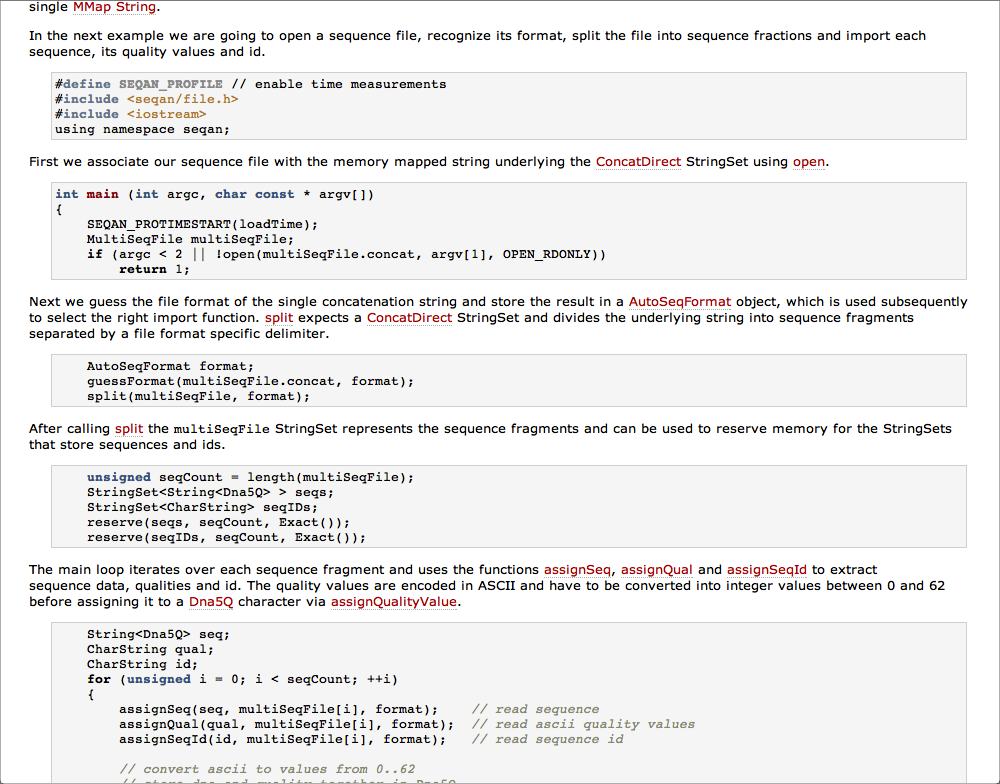 single MMap String.
In the next example we are going to open a sequence file, recognize its format, split the file into sequence fractions and import each
sequence, its quality values and id.
#define SEQAN_PROFILE // enable time measurements
#include <seqan/file.h>
#include <iostream>
using namespace seqan;
First we associate our sequence file with the memory mapped string underlying the ConcatDirect StringSet using open.
int main (int argc, char const * argv[])
{
    SEQAN_PROTIMESTART(loadTime);
    MultiSeqFile multiSeqFile;
    if (argc < 2 || !open(multiSeqFile.concat, argv[1], OPEN_RDONLY))
        return 1;
Next we guess the file format of the single concatenation string and store the result in a AutoSeqFormat object, which is used subsequently
to select the right import function. split expects a ConcatDirect StringSet and divides the underlying string into sequence fragments
separated by a file format specific delimiter.
    AutoSeqFormat format;
    guessFormat(multiSeqFile.concat, format);
    split(multiSeqFile, format);
After calling split the multiSeqFile StringSet represents the sequence fragments and can be used to reserve memory for the StringSets
that store sequences and ids.
    unsigned seqCount = length(multiSeqFile);
    StringSet<String<Dna5Q> > seqs;
    StringSet<CharString> seqIDs;
    reserve(seqs, seqCount, Exact());
    reserve(seqIDs, seqCount, Exact());
The main loop iterates over each sequence fragment and uses the functions assignSeq, assignQual and assignSeqId to extract
sequence data, qualities and id. The quality values are encoded in ASCII and have to be converted into integer values between 0 and 62
before assigning it to a Dna5Q character via assignQualityValue.
    String<Dna5Q> seq;
    CharString qual;
    CharString id;
    for (unsigned i = 0; i < seqCount; ++i)
    {
        assignSeq(seq, multiSeqFile[i], format);    // read sequence
        assignQual(qual, multiSeqFile[i], format);  // read ascii quality values
        assignSeqId(id, multiSeqFile[i], format);   // read sequence id
        // convert ascii to values from 0..62
        // store dna and quality together in Dna5Q